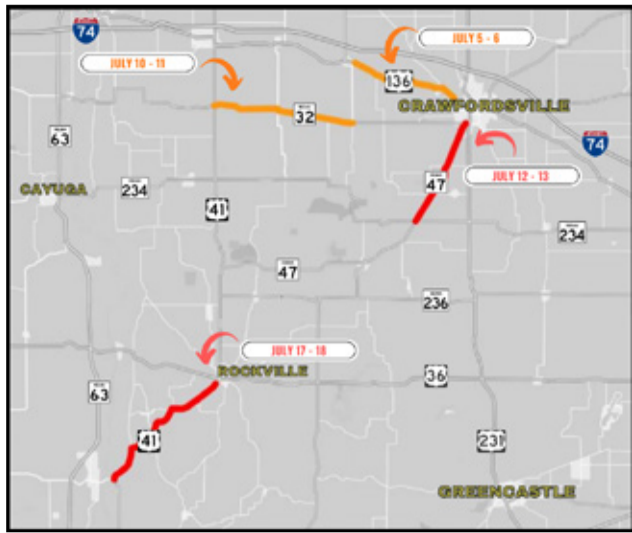 74
JULY 5 - 6
JULY 10 - 11
136
CRAWFORDSVILLE
32
63
74
JULY 12 - 13
CAYUGA
234
47
41
234
47
236
JULY 17 - 18
ROCKVILLE
36
63
41
231
GREENCASTLE